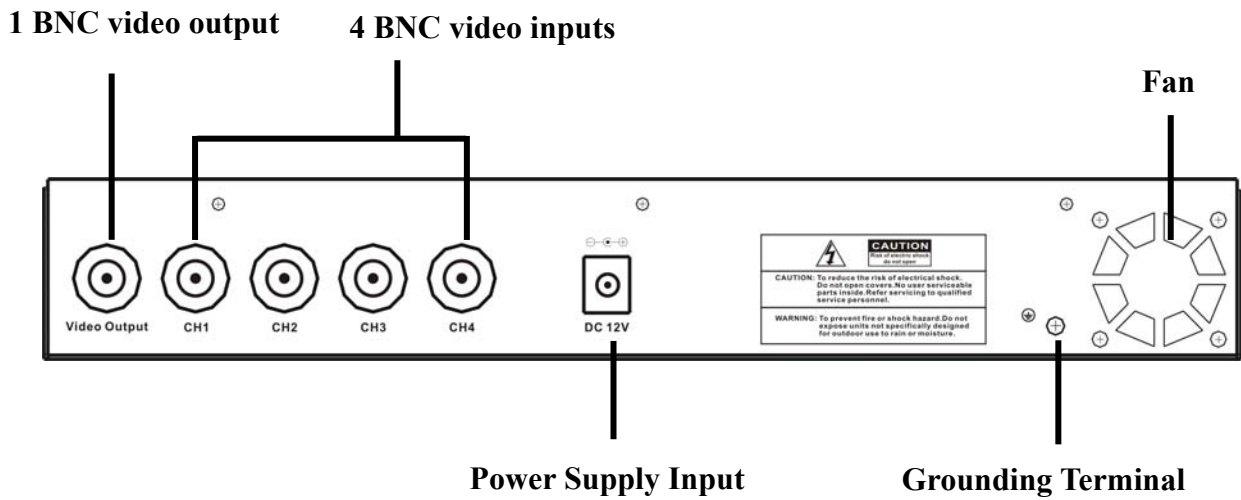 1 BNC video output
4 BNC video inputs
Fan
CAUTION
Risk of electric shock
do not open
CAUTION: To reduce the risk of electrical shock.
Do not open covers.No user serviceable
parts inside.Refer servicing to qualified
service personnel.
WARNING: To prevent fire or shock hazard.Do not
expose units not specifically designed
for outdoor use to rain or moisture.
Video Output
CH1
CH2
CH3
CH4
DC 12V
Power Supply Input
Grounding Terminal